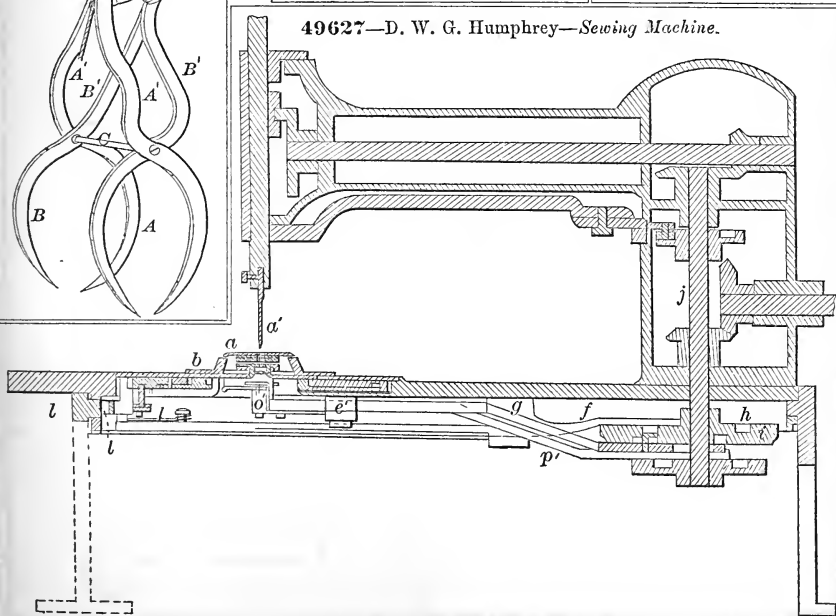 49627—D. W. G. Humphrey—Sewing Machine.
A'
B'
B'
A'
C
B
A
j
a'
a
b
l
l
l
o'
e'
g
f
h
i'
p'